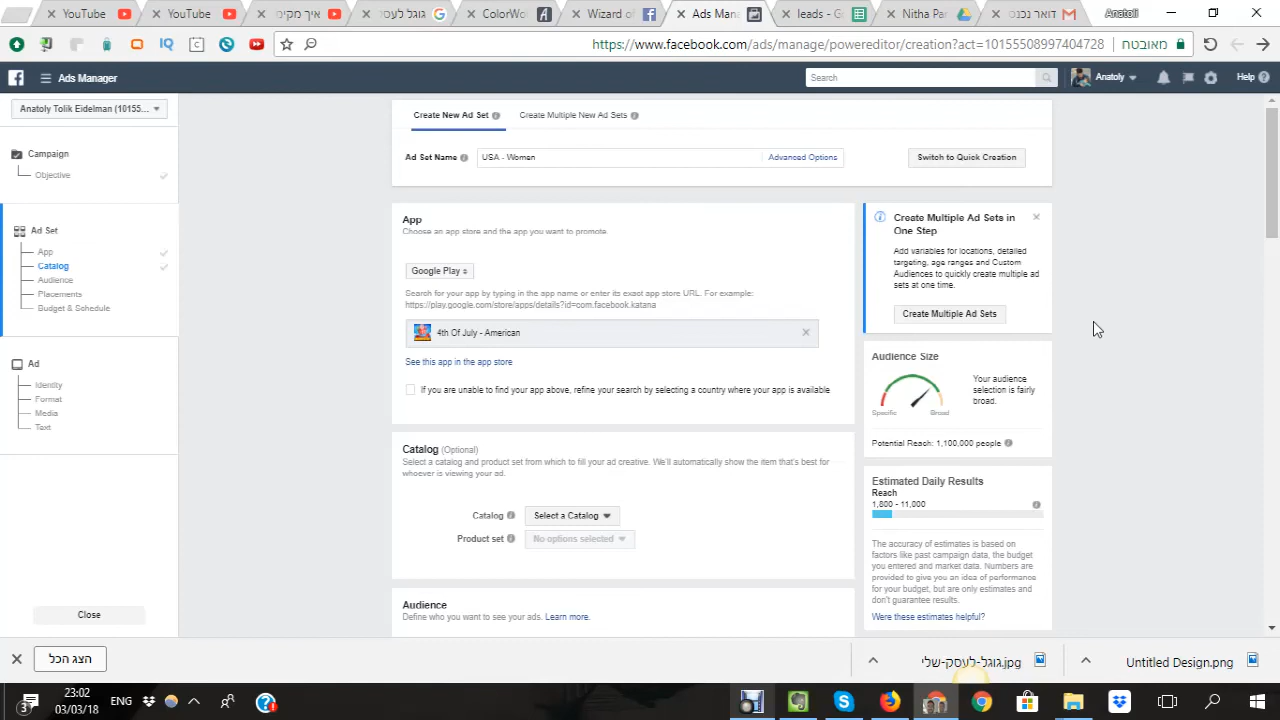 YouTube
YouTube
איך מקימ
גוגל לעסק
ColorWo
Wizard o
Ads Mana
leads - G
Nitha Par
דואר נכנס
Anatoli
https://www.facebook.com/ads/manage/powereditor/creation?act=10155508997404728
מאובטח
Ads Manager
Search
Anatoly
Help
Anatoly Tolik Eidelman (10155...
Campaign
Objective
Ad Set
App
Catalog
Audience
Placements
Budget & Schedule
Ad
Identity
Format
Media
Text
Close
Create New Ad Set
Create Multiple New Ad Sets
Ad Set Name
USA - Women
Advanced Options
Switch to Quick Creation
App
Choose an app store and the app you want to promote.
Google Play
Search for your app by typing in the app name or enter its exact app store URL. For example:
https://play.google.com/store/apps/details?id=com.facebook.katana
4th Of July - American
See this app in the app store
If you are unable to find your app above, refine your search by selecting a country where your app is available
Catalog (Optional)
Select a catalog and product set from which to fill your ad creative. We'll automatically show the item that's best for
whoever is viewing your ad.
Catalog
Select a Catalog
Product set
No options selected
Audience
Define who you want to see your ads. Learn more.
Create Multiple Ad Sets in
One Step
Add variables for locations, detailed
targeting, age ranges and Custom
Audiences to quickly create multiple ad
sets at one time.
Create Multiple Ad Sets
Audience Size
Your audience
selection is fairly
broad.
Specific
Broad
Potential Reach: 1,100,000 people
Estimated Daily Results
Reach
1,800 - 11,000
The accuracy of estimates is based on
factors like past campaign data, the budget
you entered and market data. Numbers are
provided to give you an idea of performance
for your budget, but are only estimates and
don't guarantee results.
Were these estimates helpful?
הצג הכל
גוגל-לעסק-שלי.jpg
Untitled Design.png
3
23:02
03/03/18
ENG